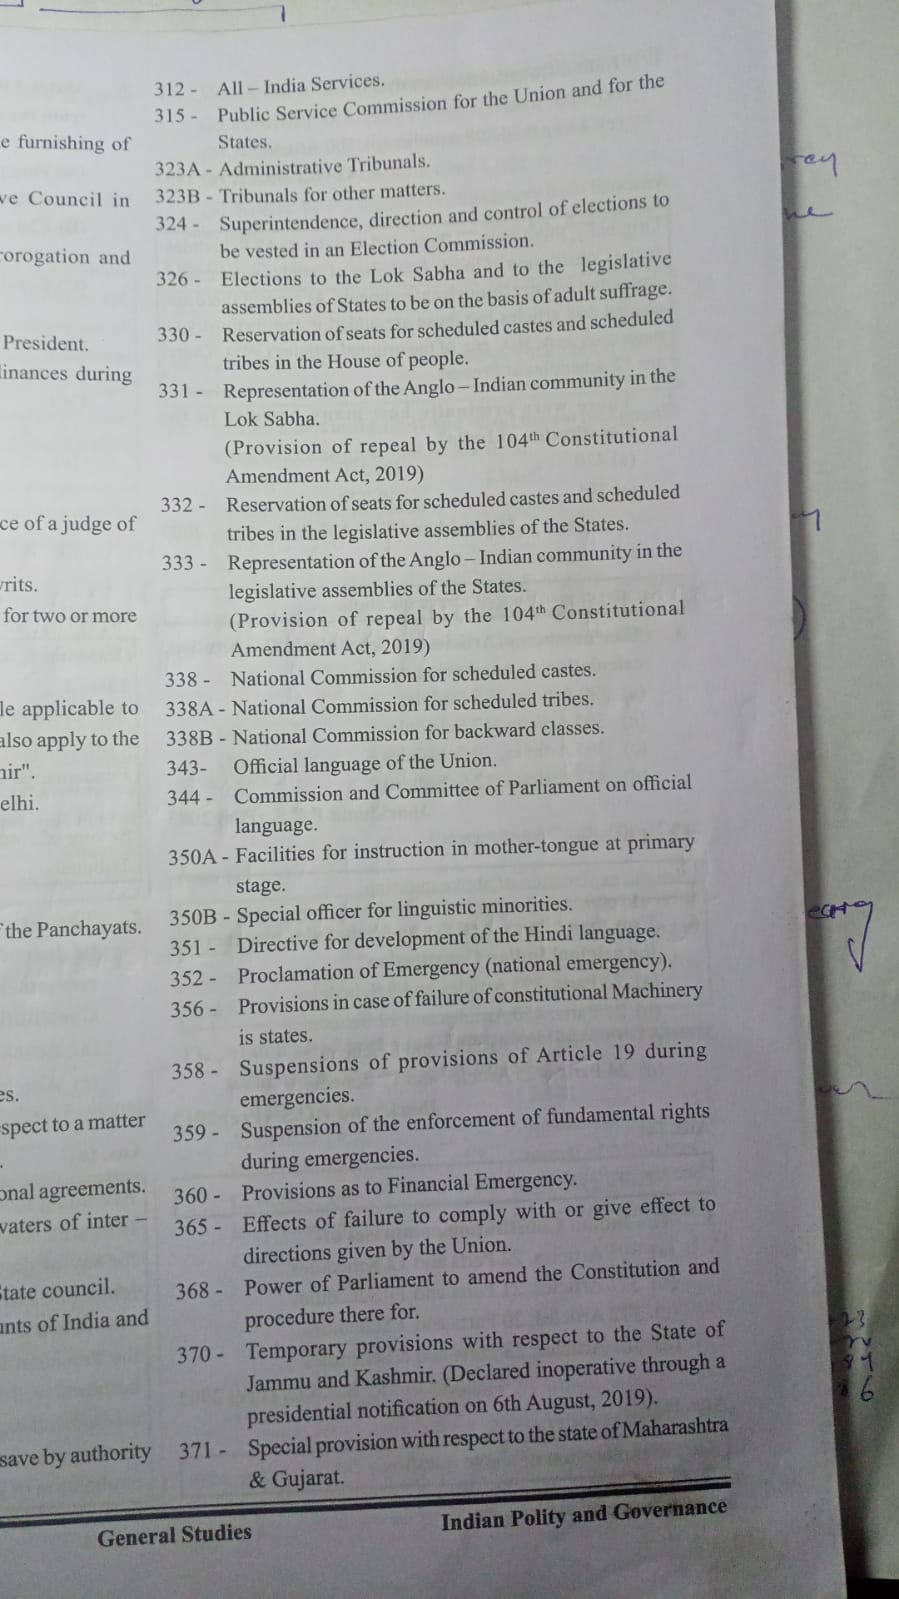 e furnishing of
ve Council in
rorogation and
President.
linances during
ce of a judge of
rits.
for two or more
le applicable to
also apply to the
nir".
elhi.
the Panchayats.
es.
spect to a matter
.
onal agreements.
waters of inter –
State council.
unts of India and
save by authority
312 - All – India Services.
315 - Public Service Commission for the Union and for the
States.
323A - Administrative Tribunals.
323B - Tribunals for other matters.
324 - Superintendence, direction and control of elections to
be vested in an Election Commission.
326 - Elections to the Lok Sabha and to the legislative
assemblies of States to be on the basis of adult suffrage.
330 - Reservation of seats for scheduled castes and scheduled
tribes in the House of people.
331 - Representation of the Anglo – Indian community in the
Lok Sabha.
(Provision of repeal by the 104th Constitutional
Amendment Act, 2019)
332 - Reservation of seats for scheduled castes and scheduled
tribes in the legislative assemblies of the States.
333 - Representation of the Anglo – Indian community in the
legislative assemblies of the States.
(Provision of repeal by the 104th Constitutional
Amendment Act, 2019)
338 - National Commission for scheduled castes.
338A - National Commission for scheduled tribes.
338B - National Commission for backward classes.
343- Official language of the Union.
344 - Commission and Committee of Parliament on official
language.
350A - Facilities for instruction in mother-tongue at primary
stage.
350B - Special officer for linguistic minorities.
351 - Directive for development of the Hindi language.
352 - Proclamation of Emergency (national emergency).
356 - Provisions in case of failure of constitutional Machinery
is states.
358 - Suspensions of provisions of Article 19 during
emergencies.
359 - Suspension of the enforcement of fundamental rights
during emergencies.
360 - Provisions as to Financial Emergency.
365 - Effects of failure to comply with or give effect to
directions given by the Union.
368 - Power of Parliament to amend the Constitution and
procedure there for.
370 - Temporary provisions with respect to the State of
Jammu and Kashmir. (Declared inoperative through a
presidential notification on 6th August, 2019).
371 - Special provision with respect to the state of Maharashtra
& Gujarat.
General Studies
Indian Polity and Governance